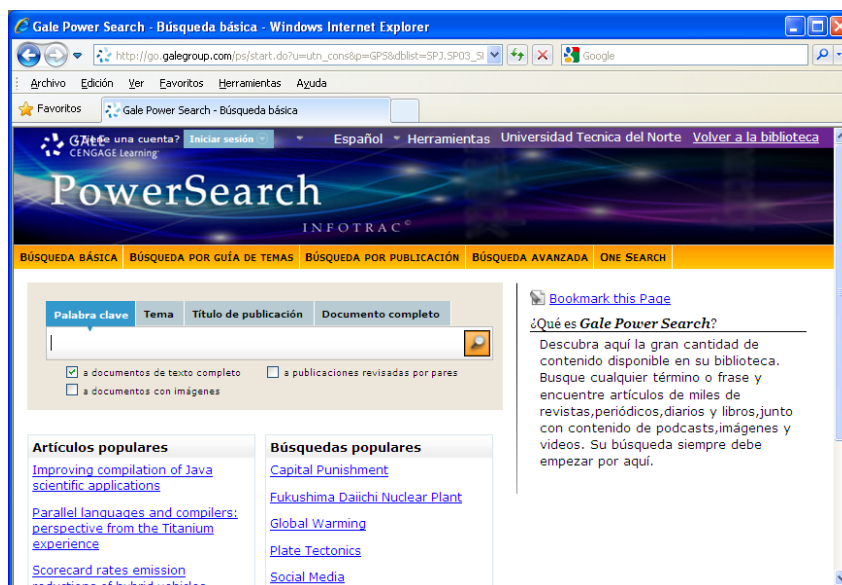 Gale Power Search - Búsqueda básica - Windows Internet Explorer
http://go.galegroup.com/ps/start.do?u=utn_cons&p=GPS&dblist=SPJ.SP03_SI
Google
Archivo Edición Ver Favoritos Herramientas Ayuda
Favoritos Gale Power Search - Búsqueda básica
GALE una cuenta? Iniciar sesión Español Herramientas Universidad Tecnica del Norte Volver a la biblioteca
CENGAGE Learning
PowerSearch
INFOTRAC©
BÚSQUEDA BÁSICA BÚSQUEDA POR GUÍA DE TEMAS BÚSQUEDA POR PUBLICACIÓN BÚSQUEDA AVANZADA ONE SEARCH
Palabra clave Tema Título de publicación Documento completo
a documentos de texto completo a publicaciones revisadas por pares
a documentos con imágenes
Bookmark this Page
¿Qué es Gale Power Search?
Descubra aquí la gran cantidad de
contenido disponible en su biblioteca.
Busque cualquier término o frase y
encuentre artículos de miles de
revistas,periódicos,diarios y libros,junto
con contenido de podcasts,imágenes y
videos. Su búsqueda siempre debe
empezar por aquí.
Artículos populares
Improving compilation of Java
scientific applications
Parallel languages and compilers:
perspective from the Titanium
experience
Scorecard rates emission
reductions of hybrid vehicles
Búsquedas populares
Capital Punishment
Fukushima Daiichi Nuclear Plant
Global Warming
Plate Tectonics
Social Media